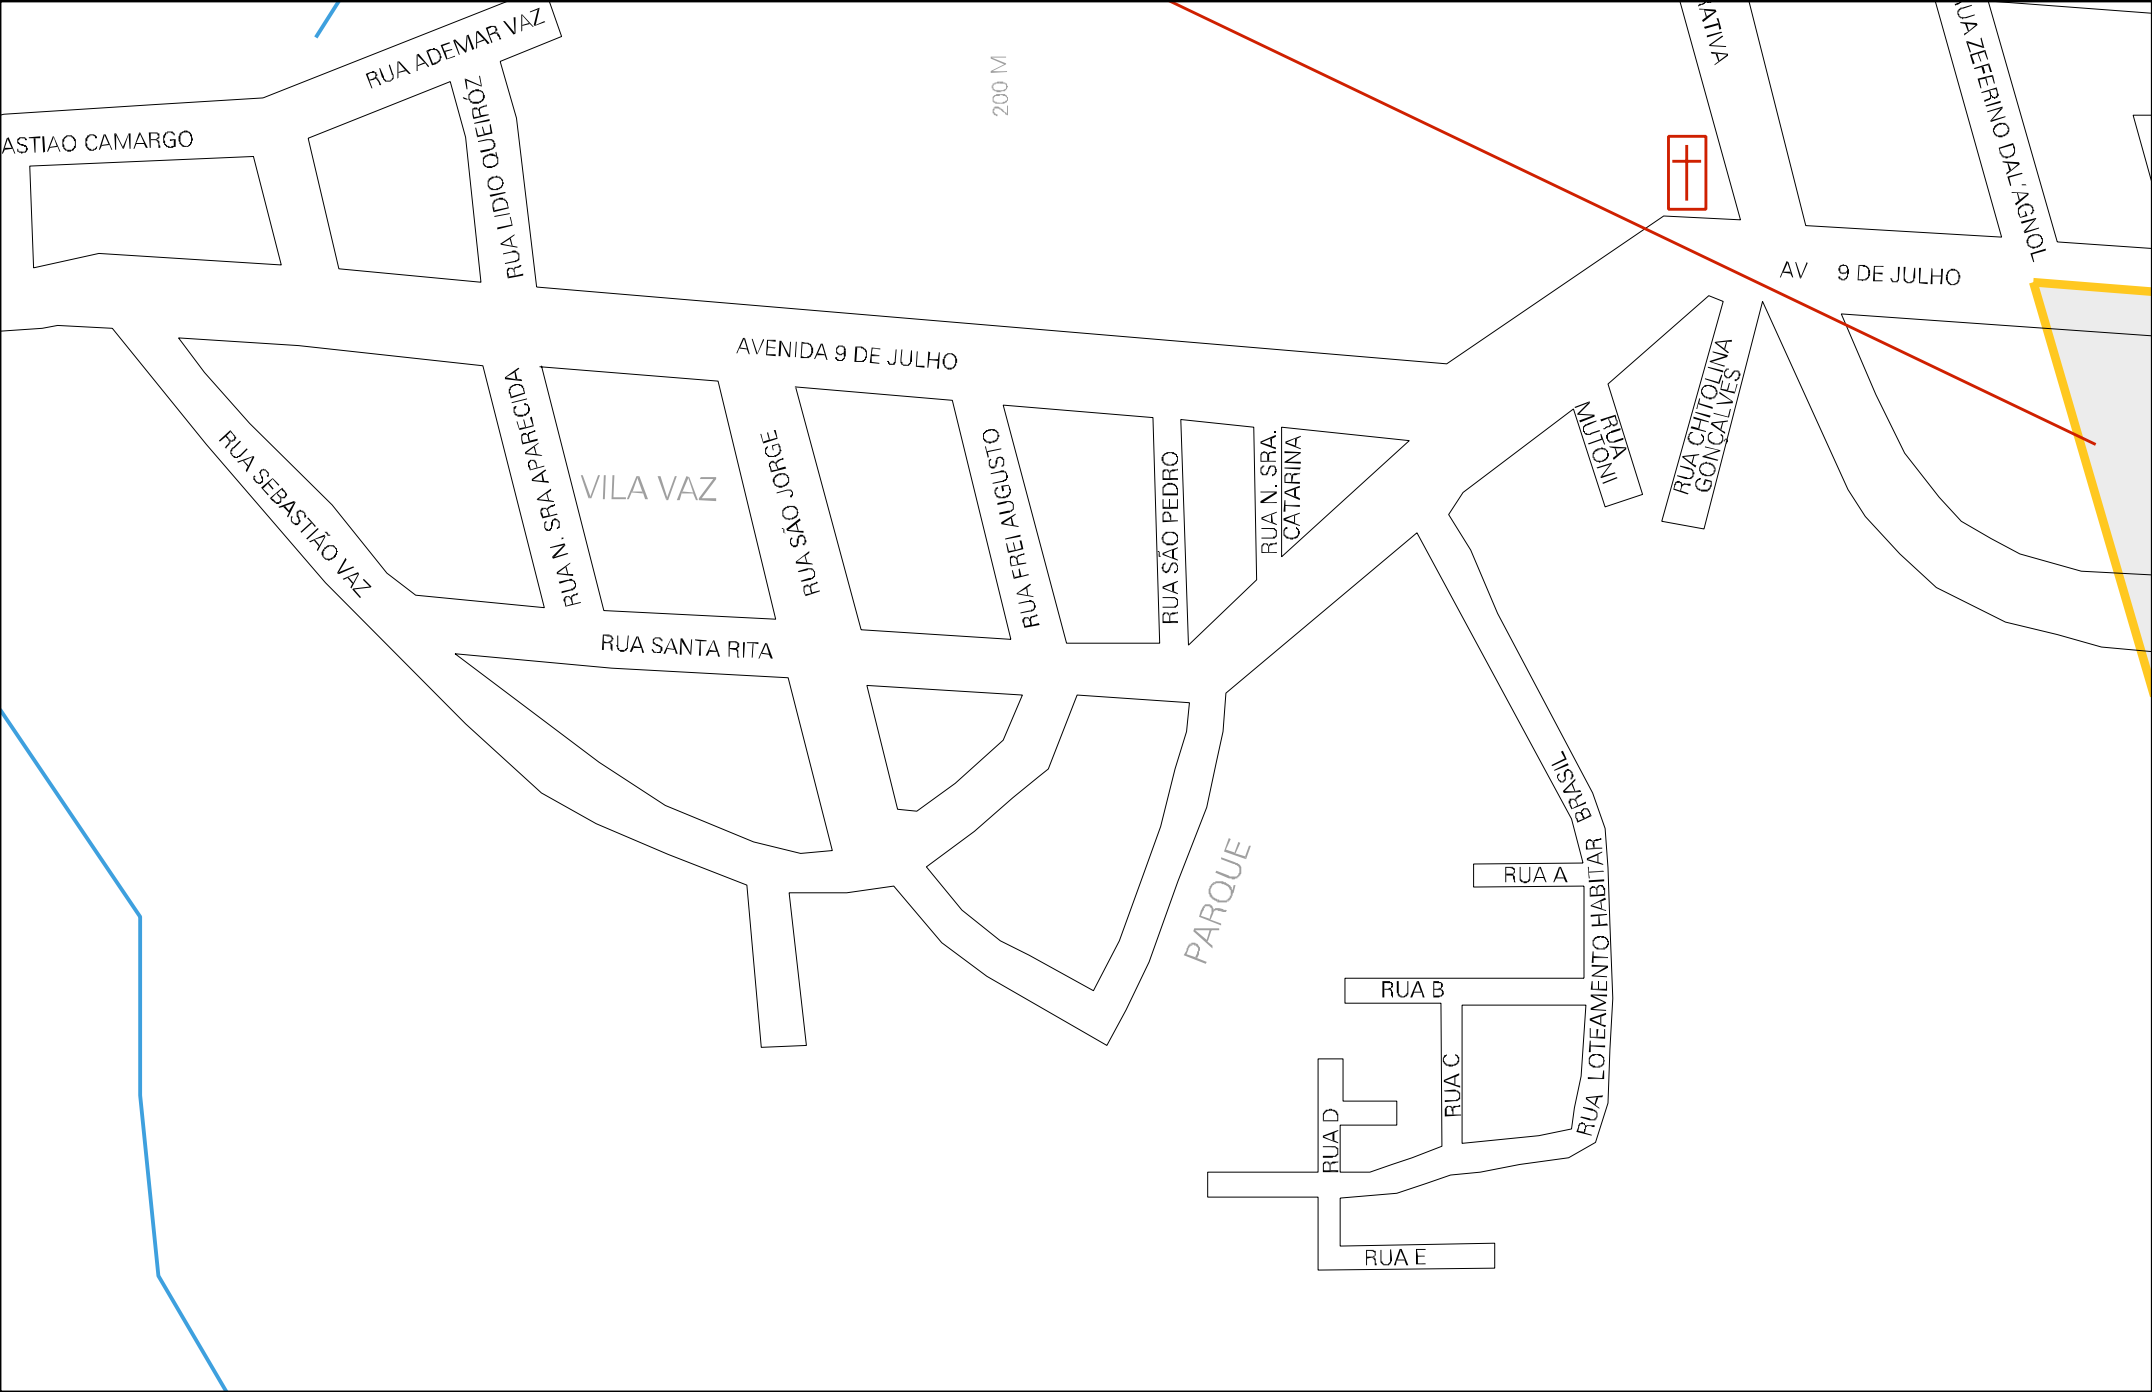 RUA ADEMAR VAZ
ASTIAO CAMARGO
RUA LIDIO QUEIRÓZ
200 M
RATIVA
RUA ZEFERINO DAL'AGNOL
AV 9 DE JULHO
AVENIDA 9 DE JULHO
RUA CHITOLINA
GONÇALVES
RUA
MUTONI
RUA SEBASTIÃO VAZ
RUA N. SRA APARECIDA
VILA VAZ
RUA SÃO JORGE
RUA FREI AUGUSTO
RUA SÃO PEDRO
RUA N. SRA.
CATARINA
RUA SANTA RITA
PARQUE
RUA LOTEAMENTO HABITAR BRASIL
RUA A
RUA B
RUA C
RUA D
RUA E